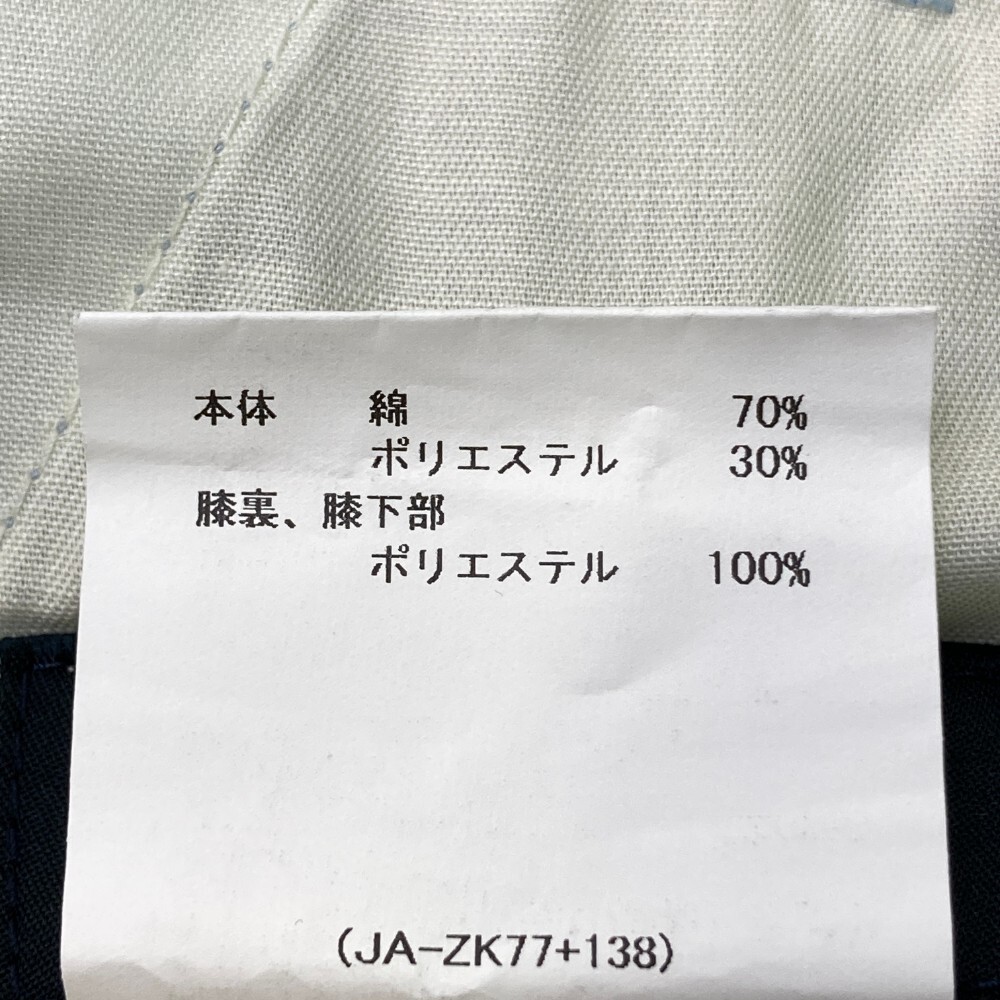 本体 綿 70%
ポリエステル 30%
膝裏、膝下部
ポリエステル 100%
(JA-ZK77+138)